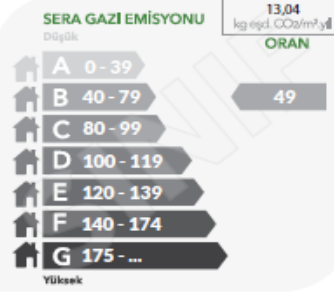 SERA GAZI EMİSYONU
13,04
kg eşd. CO2/m².yıl
Düşük
ORAN
A 0 - 39
B 40 - 79
49
C 80 - 99
D 100 - 119
E 120 - 139
F 140 - 174
G 175 - ...
Yüksek